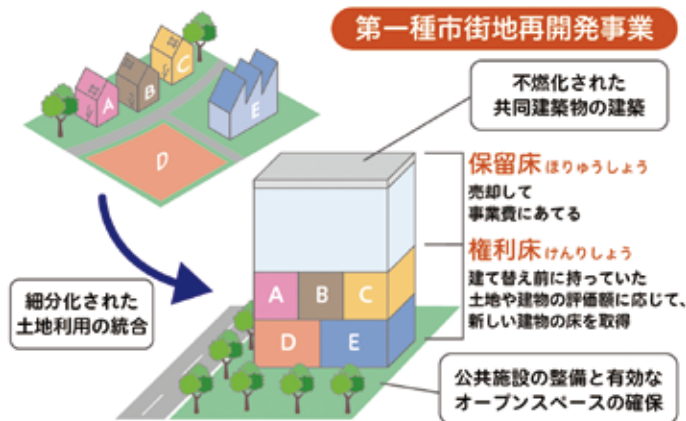 第一種市街地再開発事業
A
B
C
E
D
不燃化された
共同建築物の建築
保留床 ほりゅうしょう
売却して
事業費にあてる
権利床 けんりしょう
建て替え前に持っていた
土地や建物の評価額に応じて、
新しい建物の床を取得
細分化された
土地利用の統合
A B C
D E
公共施設の整備と有効な
オープンスペースの確保